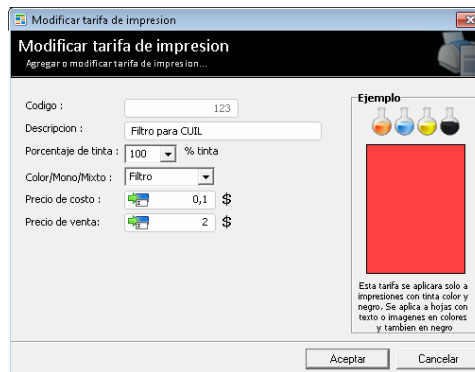 Modificar tarifa de impresion
Modificar tarifa de impresion
Agregar o modificar tarifa de impresion...
Codigo :
123
Descripcion :
Filtro para CUIL
Porcentaje de tinta :
100
% tinta
Color/Mono/Mixto :
Filtro
Precio de costo :
0,1
$
Precio de venta:
2
$
Ejemplo
Esta tarifa se aplicara solo a
impresiones con tinta color y
negro. Se aplica a hojas con
texto o imagenes en colores
y tambien en negro
Aceptar
Cancelar